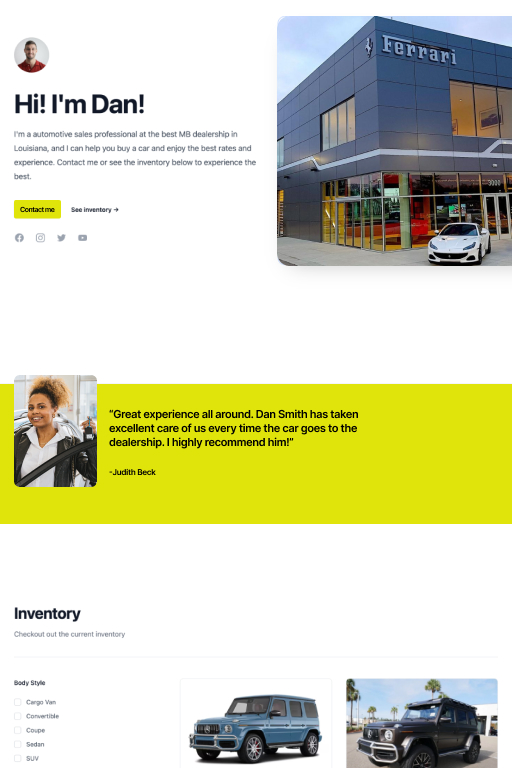 Ferrari
3000
Hi! I'm Dan!
I'm a automotive sales professional at the best MB dealership in
Louisiana, and I can help you buy a car and enjoy the best rates and
experience. Contact me or see the inventory below to experience the
best.
Contact me
See inventory →
“Great experience all around. Dan Smith has taken
excellent care of us every time the car goes to the
dealership. I highly recommend him!”
-Judith Beck
Inventory
Checkout out the current inventory
Body Style
Cargo Van
Convertible
Coupe
Sedan
SUV